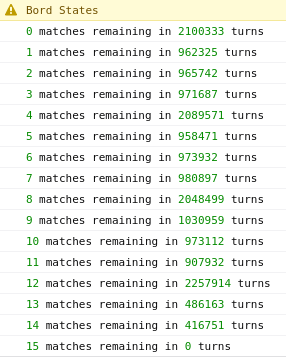 Bord States
0 matches remaining in 2100333 turns
1 matches remaining in 962325 turns
2 matches remaining in 965742 turns
3 matches remaining in 971687 turns
4 matches remaining in 2089571 turns
5 matches remaining in 958471 turns
6 matches remaining in 973932 turns
7 matches remaining in 980897 turns
8 matches remaining in 2048499 turns
9 matches remaining in 1030959 turns
10 matches remaining in 973112 turns
11 matches remaining in 907932 turns
12 matches remaining in 2257914 turns
13 matches remaining in 486163 turns
14 matches remaining in 416751 turns
15 matches remaining in 0 turns